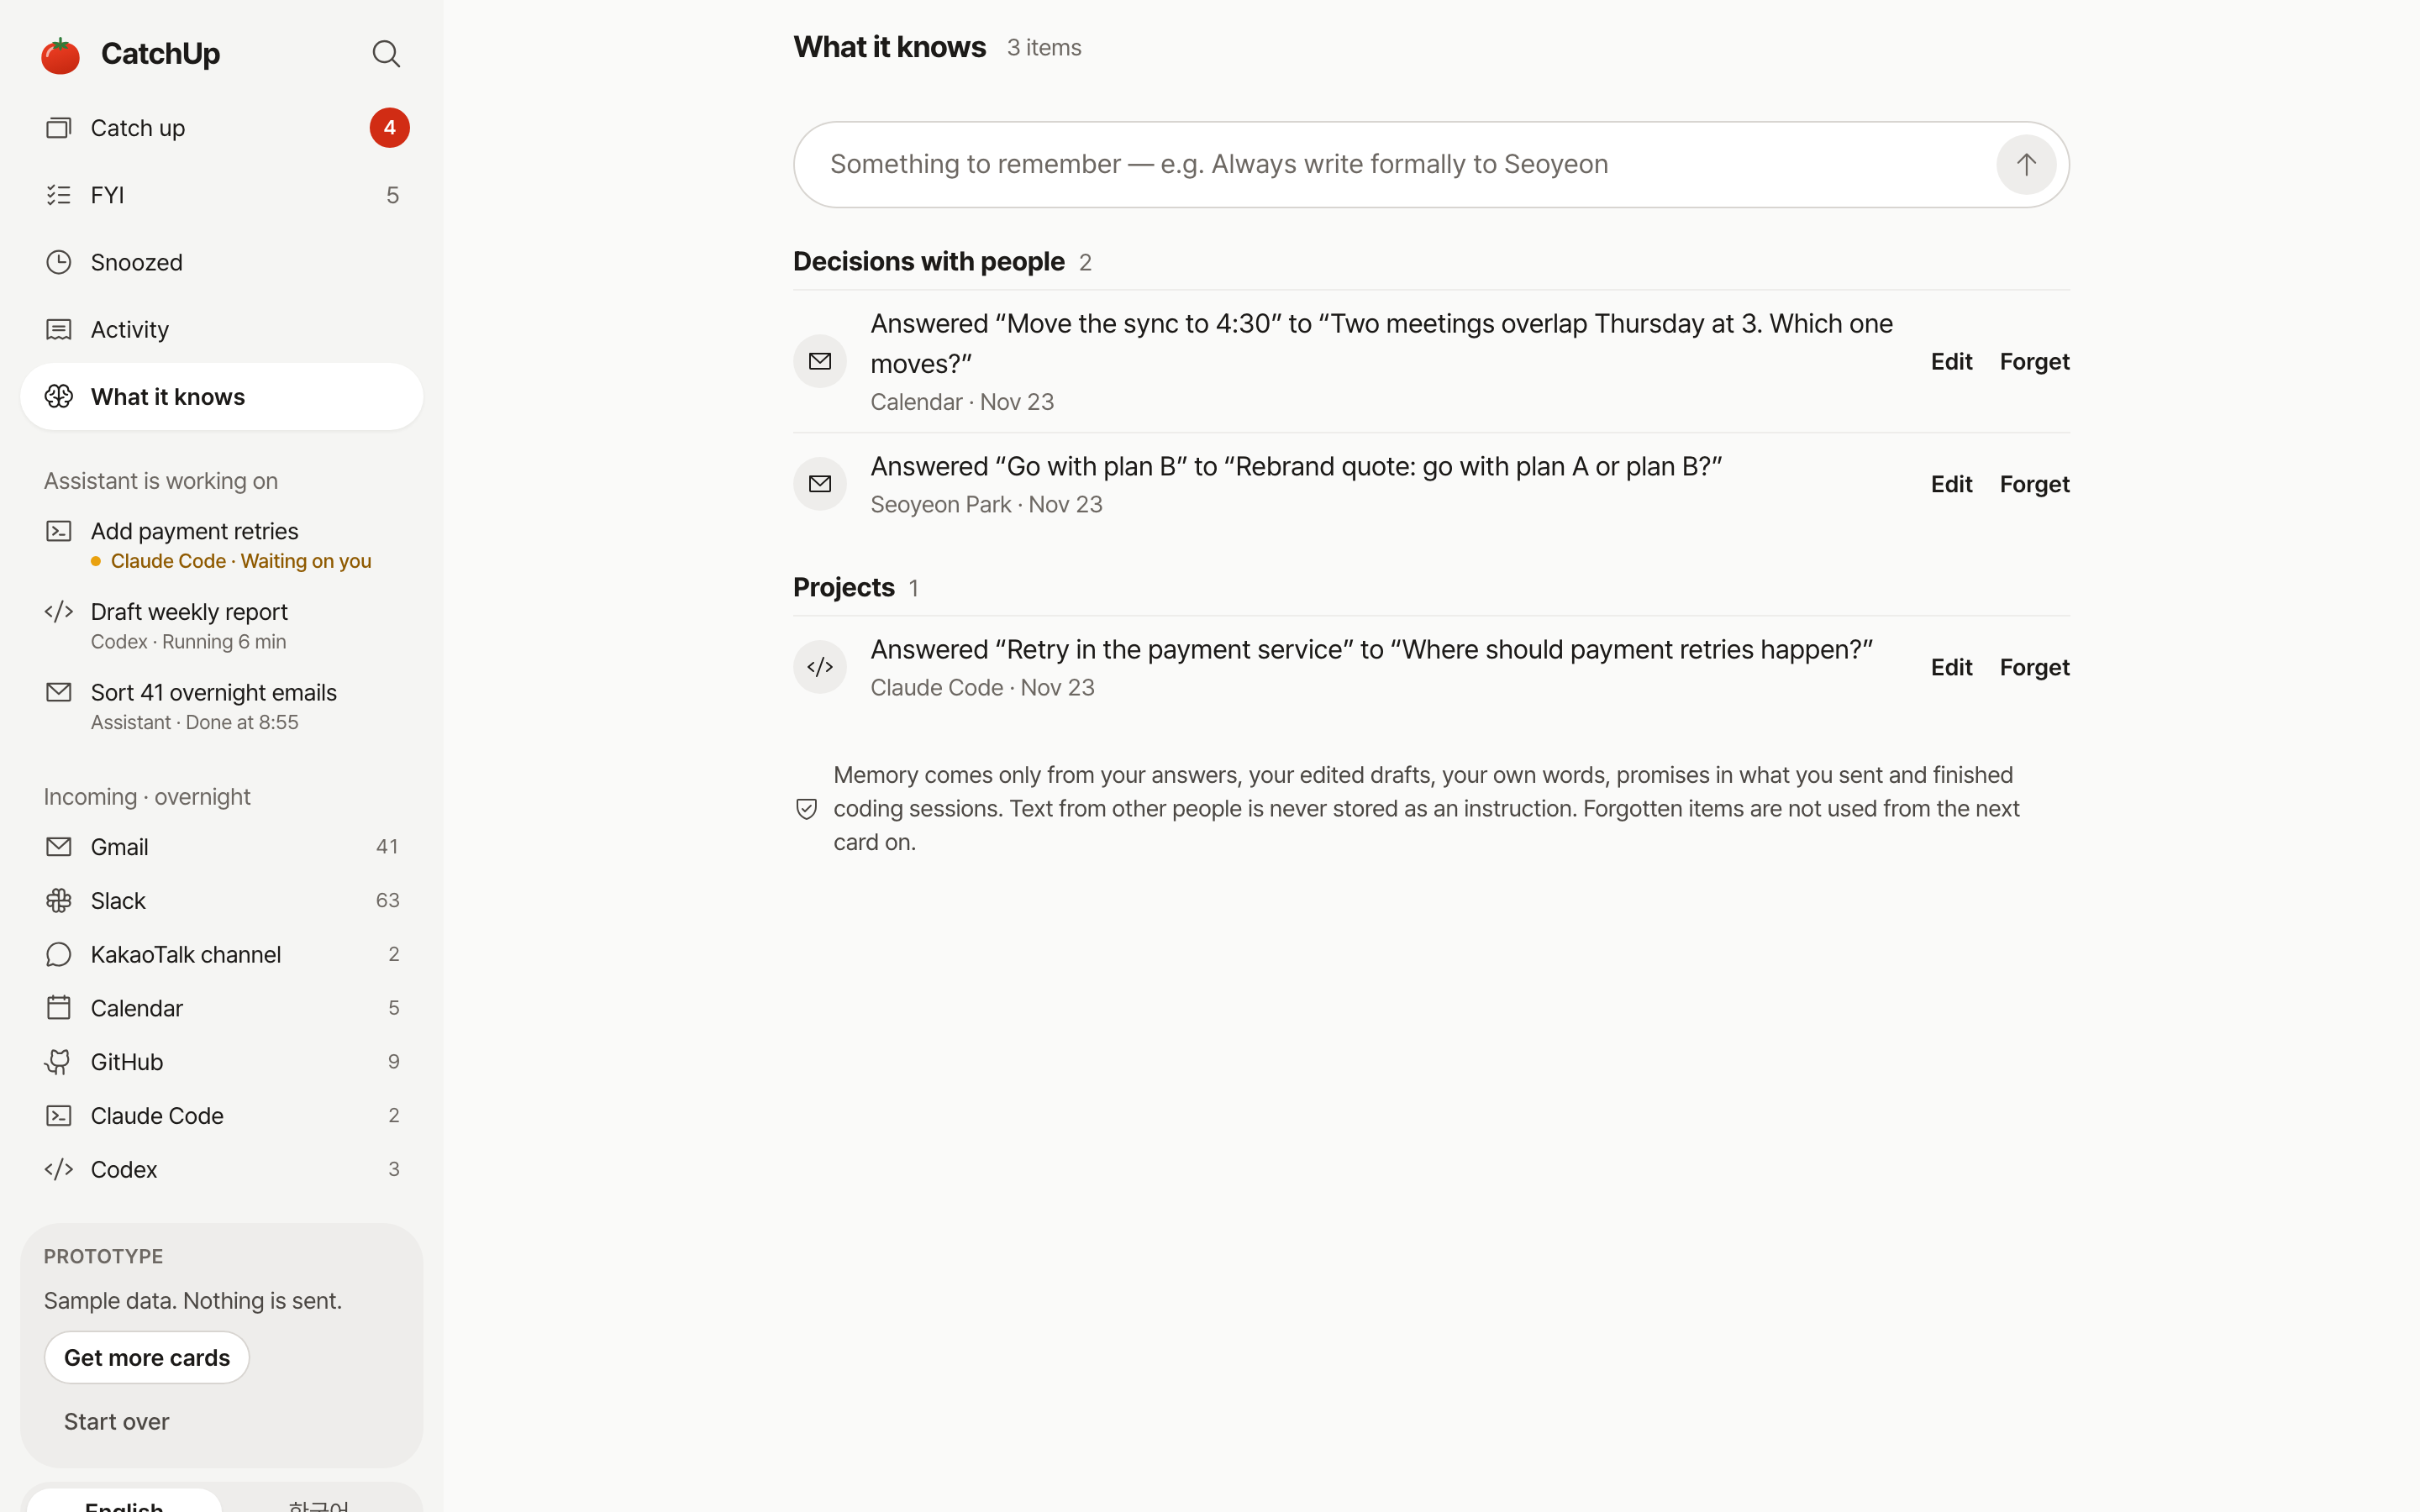 CatchUp
Catch up
4
FYI
5
Snoozed
Activity
What it knows
Assistant is working on
Add payment retries
Claude Code · Waiting on you
Draft weekly report
Codex · Running 6 min
Sort 41 overnight emails
Assistant · Done at 8:55
Incoming · overnight
Gmail
41
Slack
63
KakaoTalk channel
2
Calendar
5
GitHub
9
Claude Code
2
Codex
3
PROTOTYPE
Sample data. Nothing is sent.
Get more cards
Start over
English
한국어
What it knows
3 items
Something to remember — e.g. Always write formally to Seoyeon
Decisions with people 2
Answered “Move the sync to 4:30” to “Two meetings overlap Thursday at 3. Which one
moves?”
Calendar · Nov 23
Edit
Forget
Answered “Go with plan B” to “Rebrand quote: go with plan A or plan B?”
Seoyeon Park · Nov 23
Edit
Forget
Projects 1
Answered “Retry in the payment service” to “Where should payment retries happen?”
Claude Code · Nov 23
Edit
Forget
Memory comes only from your answers, your edited drafts, your own words, promises in what you sent and finished
coding sessions. Text from other people is never stored as an instruction. Forgotten items are not used from the next
card on.